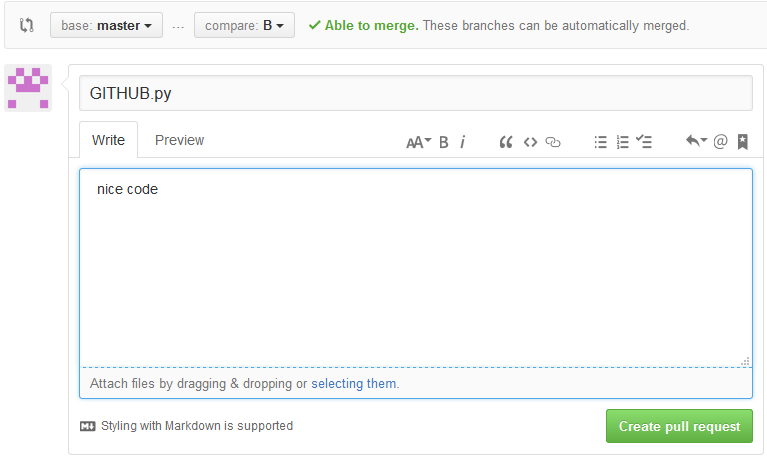 base: master ... compare: B ✓ Able to merge. These branches can be automatically merged.
GITHUB.py
Write Preview AA B i “ <> @
nice code
Attach files by dragging & dropping or selecting them.
M↓ Styling with Markdown is supported Create pull request